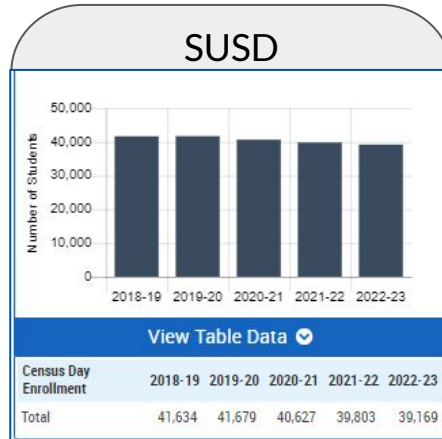 SUSD
50,000
40,000
30,000
20,000
10,000
0
Number of Students
2018-19 2019-20 2020-21 2021-22 2022-23
View Table Data
Census Day Enrollment 2018-19 2019-20 2020-21 2021-22 2022-23
Total 41,634 41,679 40,627 39,803 39,169